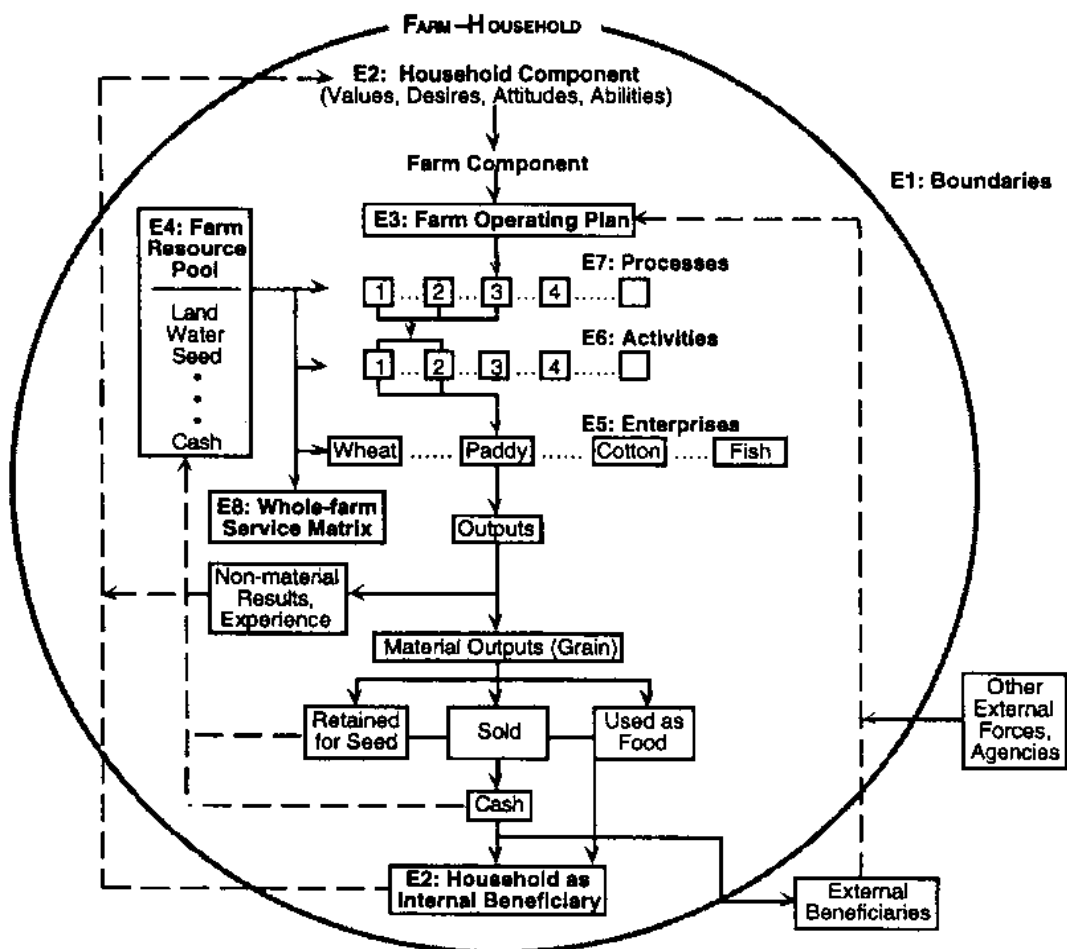 FARM–HOUSEHOLD
E2: Household Component
(Values, Desires, Attitudes, Abilities)
Farm Component
E1: Boundaries
E3: Farm Operating Plan
E4: Farm
Resource
Pool
Land
Water
Seed
Cash
E7: Processes
1 ... 2 ... 3 .... 4 ......
E6: Activities
1 ... 2 ... 3 .... 4 ......
E5: Enterprises
Wheat ...... Paddy ...... Cotton ..... Fish
E8: Whole-farm
Service Matrix
Outputs
Non-material
Results,
Experience
Material Outputs (Grain)
Retained
for Seed
Sold
Used as
Food
Other
External
Forces,
Agencies
Cash
E2: Household as
Internal Beneficiary
External
Beneficiaries